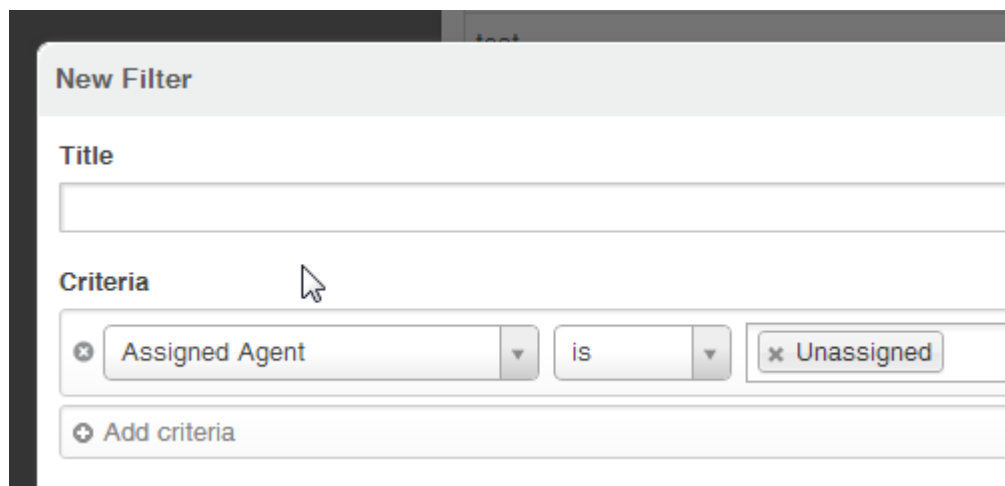 New Filter
Title
Criteria
Assigned Agent is Unassigned
Add criteria